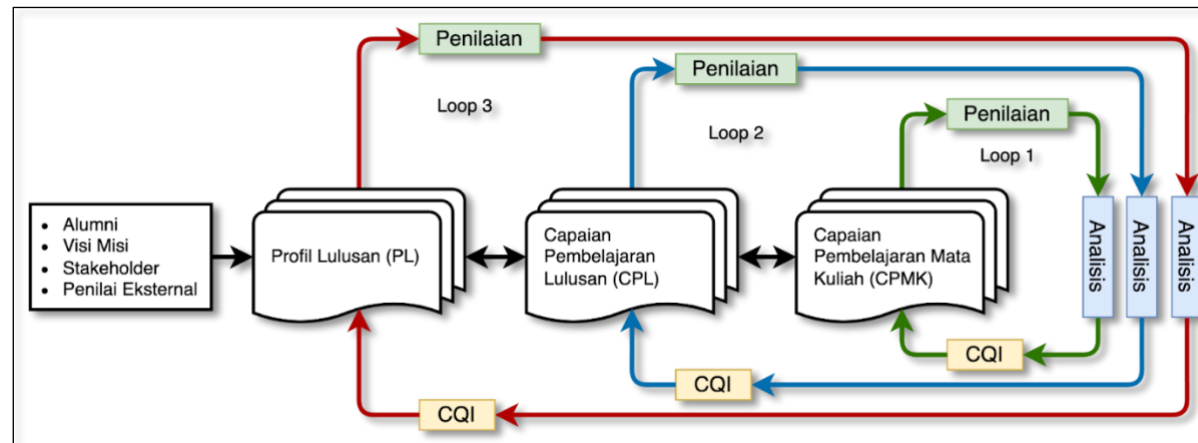 Penilaian
Loop 3
Penilaian
Loop 2
Penilaian
Loop 1
• Alumni
• Visi Misi
• Stakeholder
• Penilai Eksternal
Profil Lulusan (PL)
Capaian
Pembelajaran
Lulusan (CPL)
Capaian
Pembelajaran Mata
Kuliah (CPMK)
Analisis
Analisis
Analisis
CQI
CQI
CQI